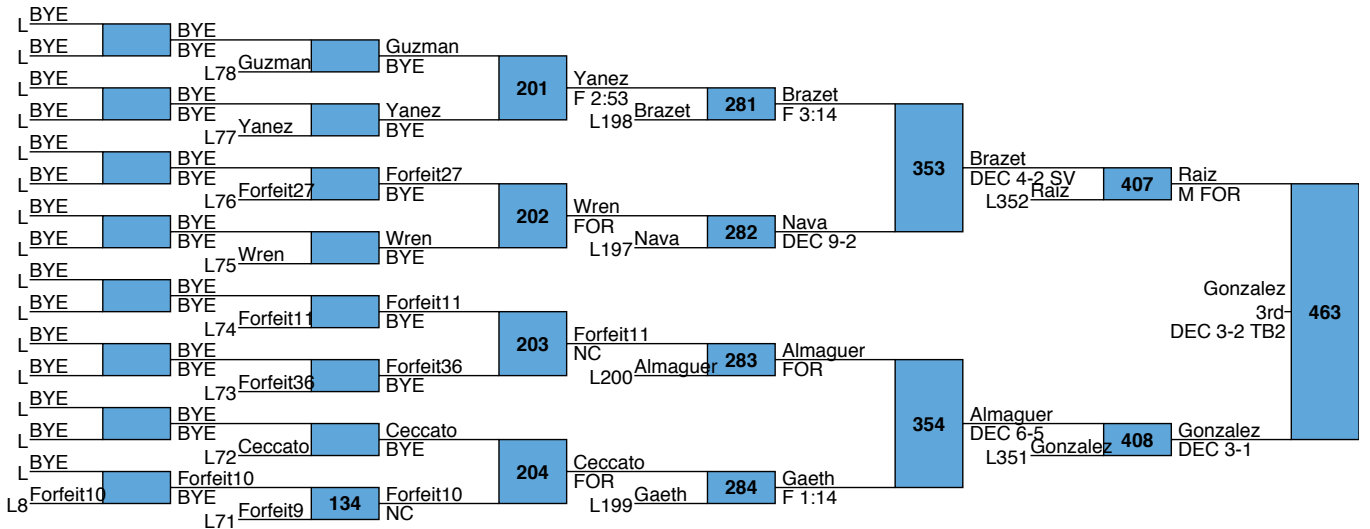 BYE
L
BYE
L
BYE
BYE
L78
Guzman
BYE
L
BYE
L
BYE
BYE
L77
Yanez
BYE
L
BYE
L
BYE
BYE
L76
Forfeit27
BYE
L
BYE
L
BYE
BYE
L75
Wren
BYE
L
BYE
L
BYE
BYE
L74
Forfeit11
BYE
L
BYE
L
BYE
BYE
L73
Forfeit36
BYE
L
BYE
L
BYE
BYE
L72
Ceccato
BYE
L
L8
Forfeit10
Forfeit10
BYE
L71
Forfeit9
134
Guzman
BYE
Yanez
BYE
201
Forfeit27
BYE
Wren
BYE
202
Forfeit11
BYE
Forfeit36
BYE
203
Ceccato
BYE
Forfeit10
NC
204
Yanez
F 2:53
L198
Brazet
281
Wren
FOR
L197
Nava
282
Forfeit11
NC
L200
Almaguer
283
Ceccato
FOR
L199
Gaeth
284
Brazet
F 3:14
Nava
DEC 9-2
353
Almaguer
FOR
Gaeth
F 1:14
354
Brazet
DEC 4-2 SV
L352
Raiz
407
Almaguer
DEC 6-5
L351
Gonzalez
408
Raiz
M FOR
Gonzalez
DEC 3-1
463
Gonzalez
3rd
DEC 3-2 TB2